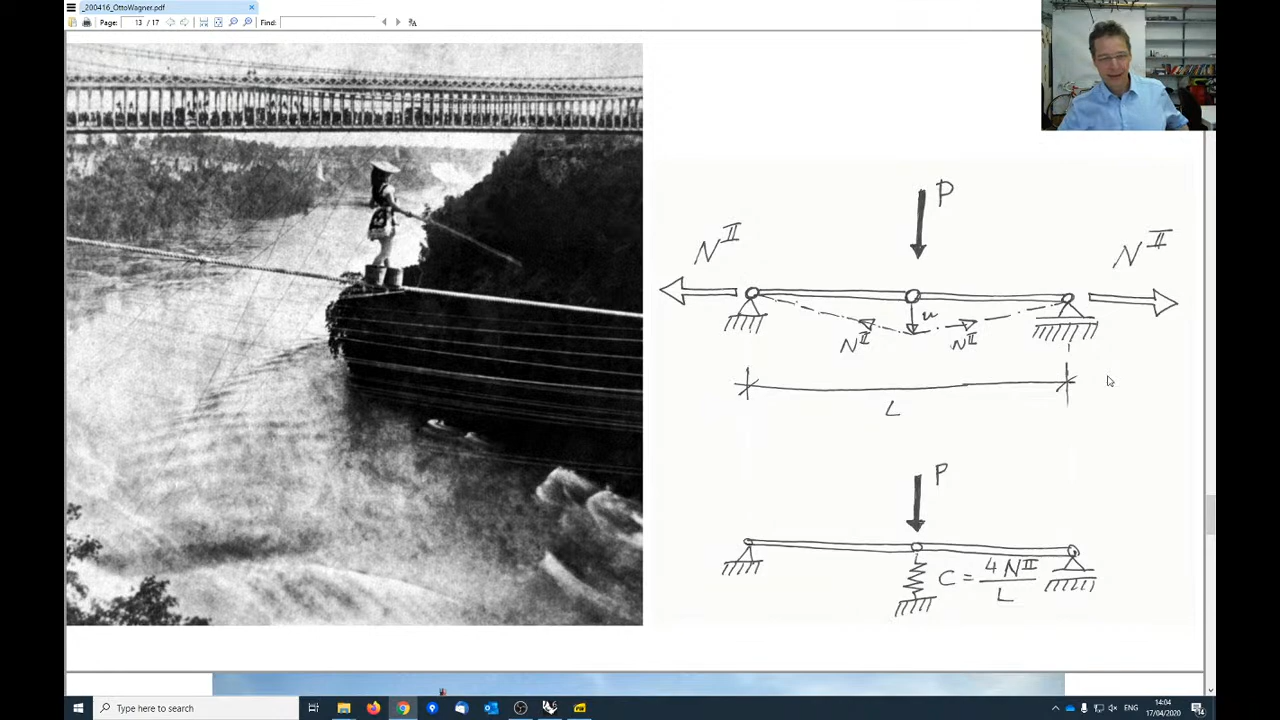 _200416_OttoWagner.pdf
Page: 13 / 17 Find:
P
N^II
N^II
u
N^II
N^II
L
P
C = 4N^II / L
Type here to search
ENG
14:04
17/04/2020